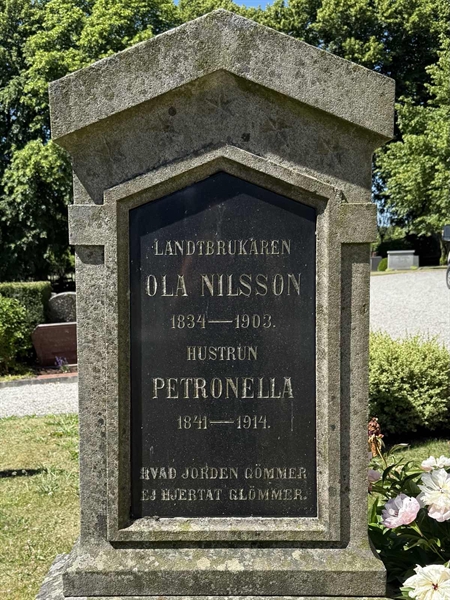 LANDTBRUKAREN
OLA NILSSON
1834—1903.
HUSTRUN
PETRONELLA
1841—1914.
HVAD JORDEN GÖMMER
EJ HJERTAT GLÖMMER.